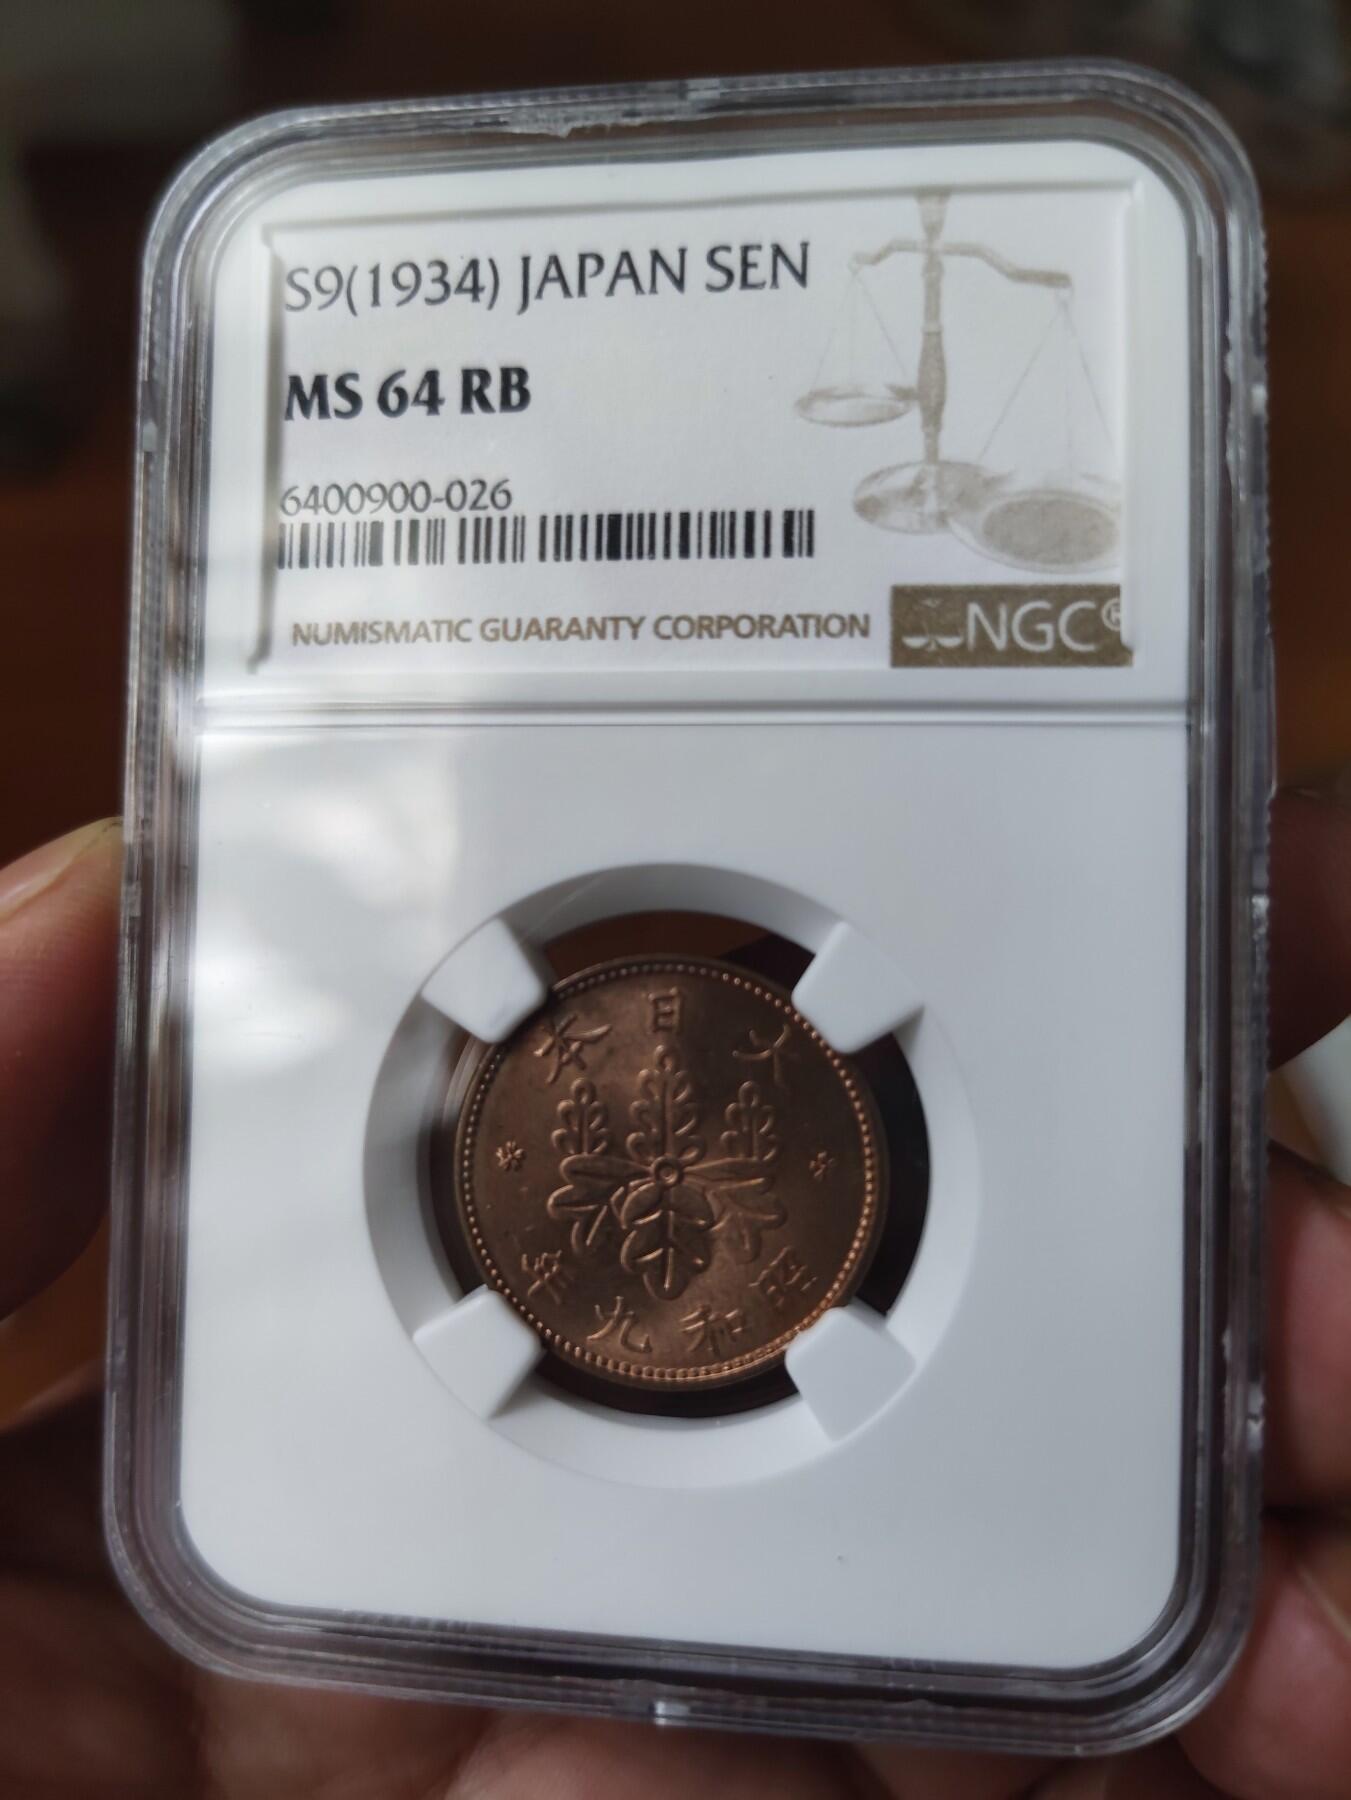 S9(1934) JAPAN SEN
MS 64 RB
6400900-026
NUMISMATIC GUARANTY CORPORATION
NGC®
大日本
昭和九年